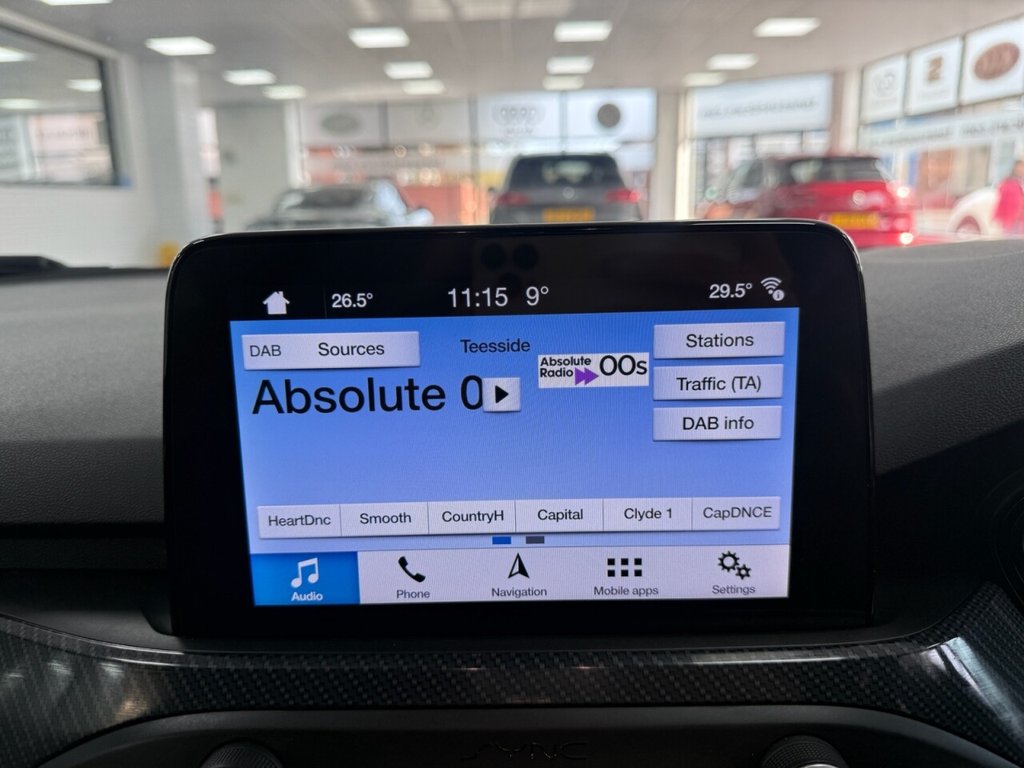 26.5° 11:15 9° 29.5°
DAB Sources
Teesside
Absolute Radio 00s
Stations
Absolute 0
Traffic (TA)
DAB info
HeartDnc Smooth CountryH Capital Clyde 1 CapDNCE
Audio Phone Navigation Mobile apps Settings
SYNC